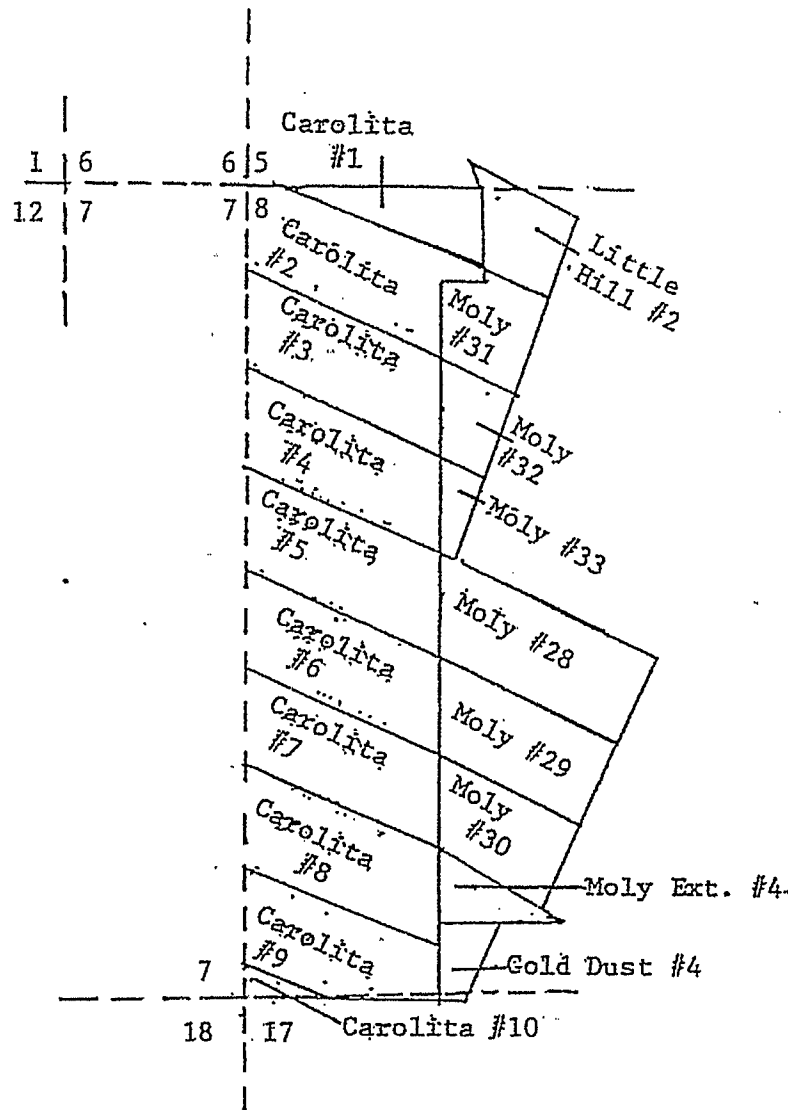 Carolita
#1
1 6
6 5
12 7
7 8
Little
Hill #2
Carolita
#2
Moly
#31
Carolita
#3
Moly
#32
Carolita
#4
Moly #33
Carolita
#5
Moly #28
Carolita
#6
Carolita
#7
Moly #29
Moly
#30
Carolita
#8
Moly Ext. #4
Carolita
#9
Gold Dust #4
7
18 17
Carolita #10